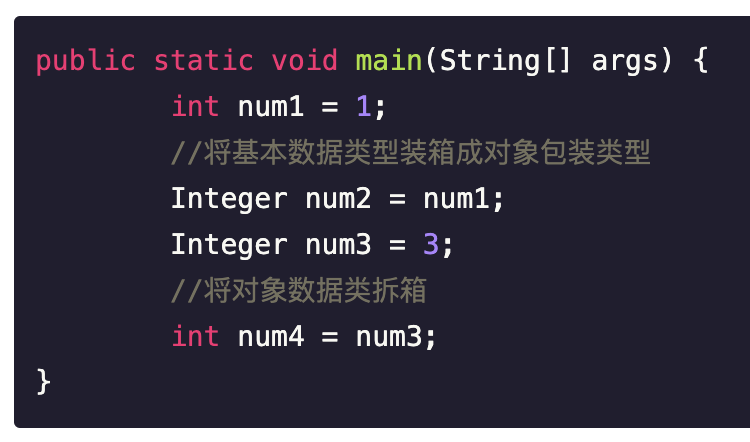 public static void main(String[] args) {
int num1 = 1;
//将基本数据类型装箱成对象包装类型
Integer num2 = num1;
Integer num3 = 3;
//将对象数据类拆箱
int num4 = num3;
}